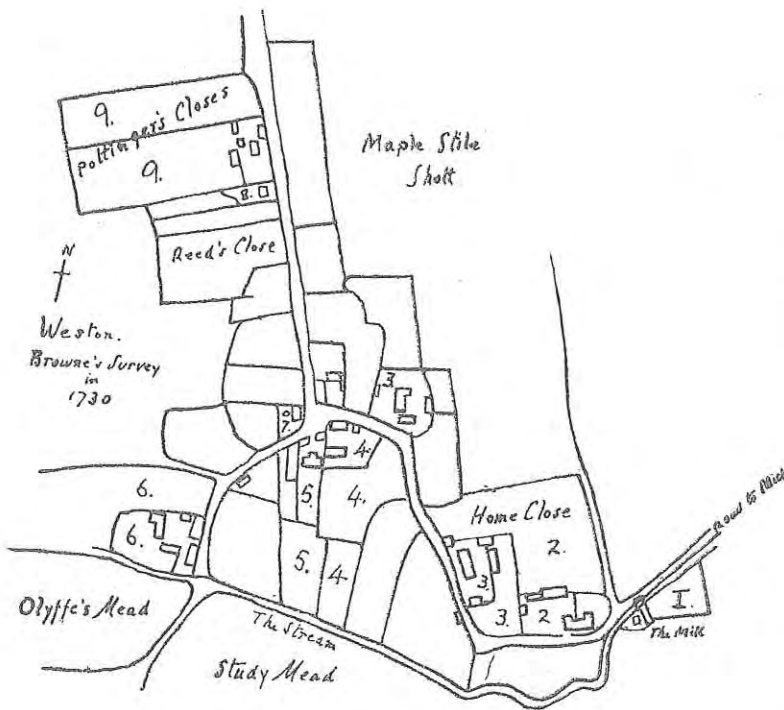 9.
Pottinger's Closes
9.
8.
Maple Stile
Shott
Reed's Close
N
Weston.
Browne's Survey
in
1730
3.
7.
4.
5.
4.
6.
6.
5.
4.
Home Close
2.
3.
3.
2
I.
The Mill
Olyffe's Mead
The Stream
Study Mead